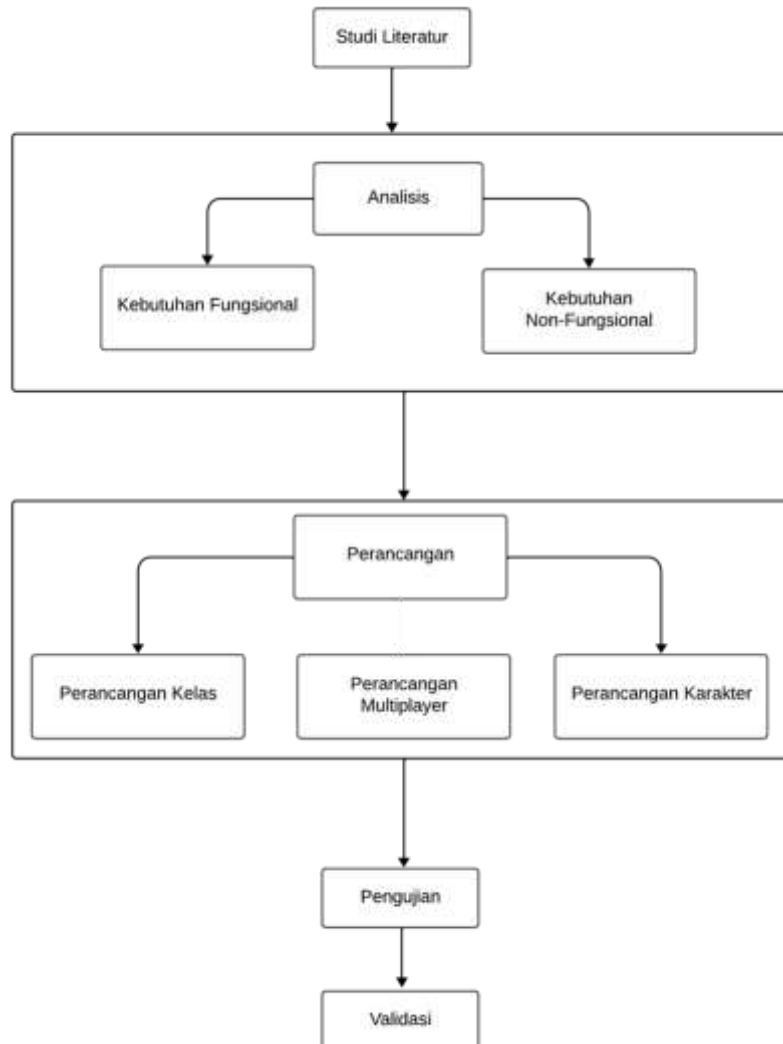 Studi Literatur
Analisis
Kebutuhan Fungsional
Kebutuhan
Non-Fungsional
Perancangan
Perancangan Kelas
Perancangan
Multiplayer
Perancangan Karakter
Pengujian
Validasi